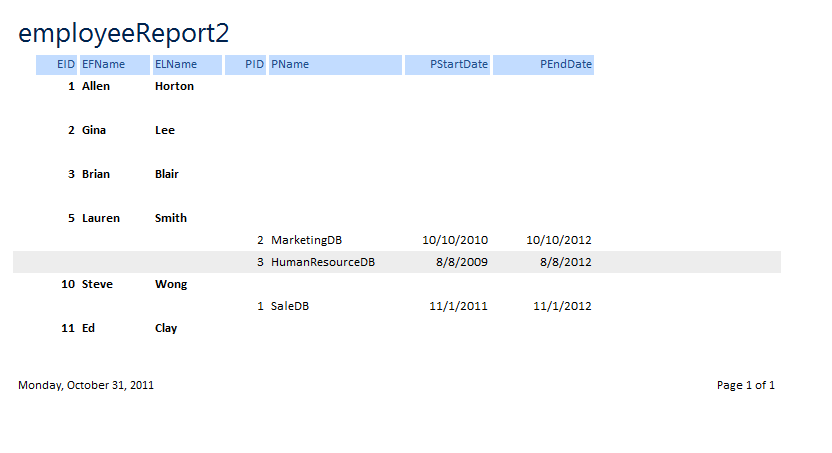 employeeReport2
EID EFName ELName PID PName PStartDate PEndDate
1 Allen Horton
2 Gina Lee
3 Brian Blair
5 Lauren Smith
2 MarketingDB 10/10/2010 10/10/2012
3 HumanResourceDB 8/8/2009 8/8/2012
10 Steve Wong
1 SaleDB 11/1/2011 11/1/2012
11 Ed Clay
Monday, October 31, 2011 Page 1 of 1